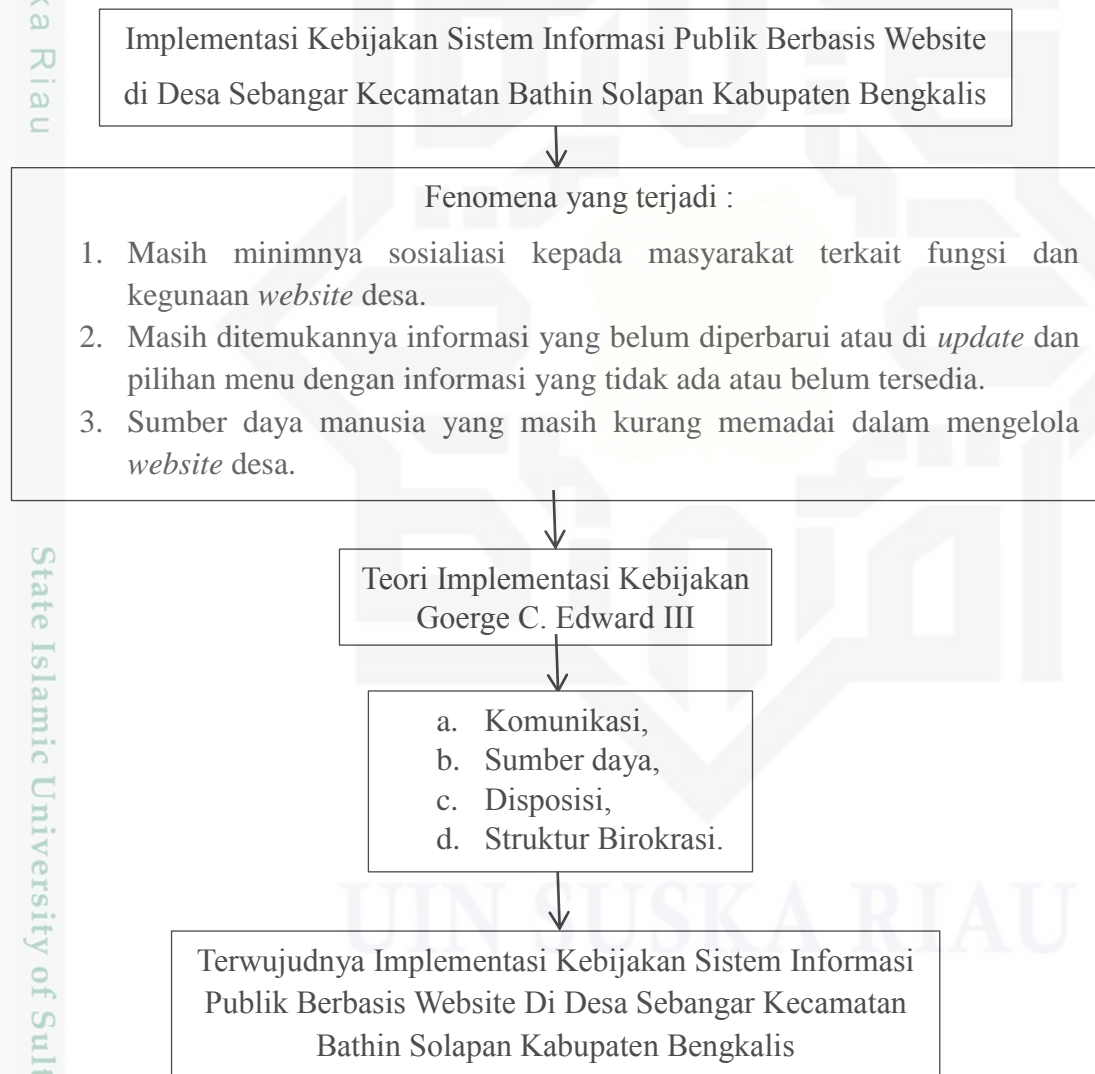 ka Riau
Implementasi Kebijakan Sistem Informasi Publik Berbasis Website
di Desa Sebangar Kecamatan Bathin Solapan Kabupaten Bengkalis
Fenomena yang terjadi :
1. Masih minimnya sosialiasi kepada masyarakat terkait fungsi dan
kegunaan website desa.
2. Masih ditemukannya informasi yang belum diperbarui atau di update dan
pilihan menu dengan informasi yang tidak ada atau belum tersedia.
3. Sumber daya manusia yang masih kurang memadai dalam mengelola
website desa.
Teori Implementasi Kebijakan
Goerge C. Edward III
a. Komunikasi,
b. Sumber daya,
c. Disposisi,
d. Struktur Birokrasi.
UIN SUSKA RIAU
Terwujudnya Implementasi Kebijakan Sistem Informasi
Publik Berbasis Website Di Desa Sebangar Kecamatan
Bathin Solapan Kabupaten Bengkalis
State Islamic University of Sult